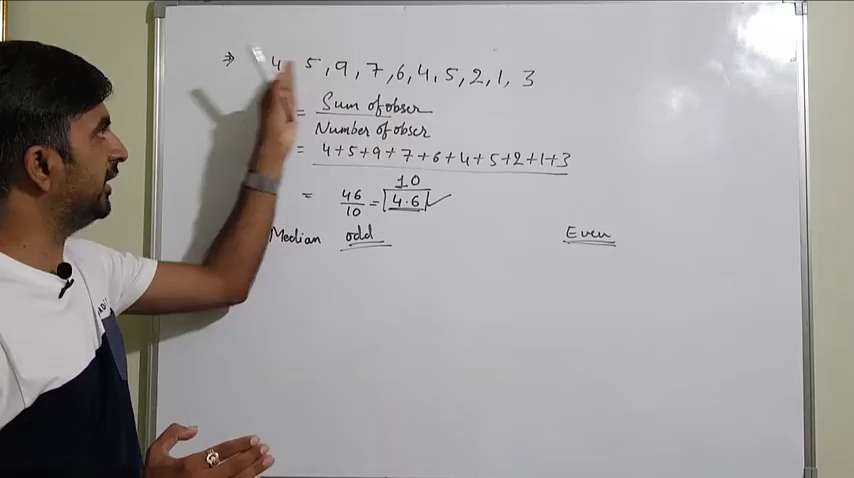 ⇒ 4, 5, 9, 7, 6, 4, 5, 2, 1, 3
= Sum of obser
Number of obser
= 4+5+9+7+6+4+5+2+1+3
10
= 46/10 = 4.6 ✓
Median odd Even